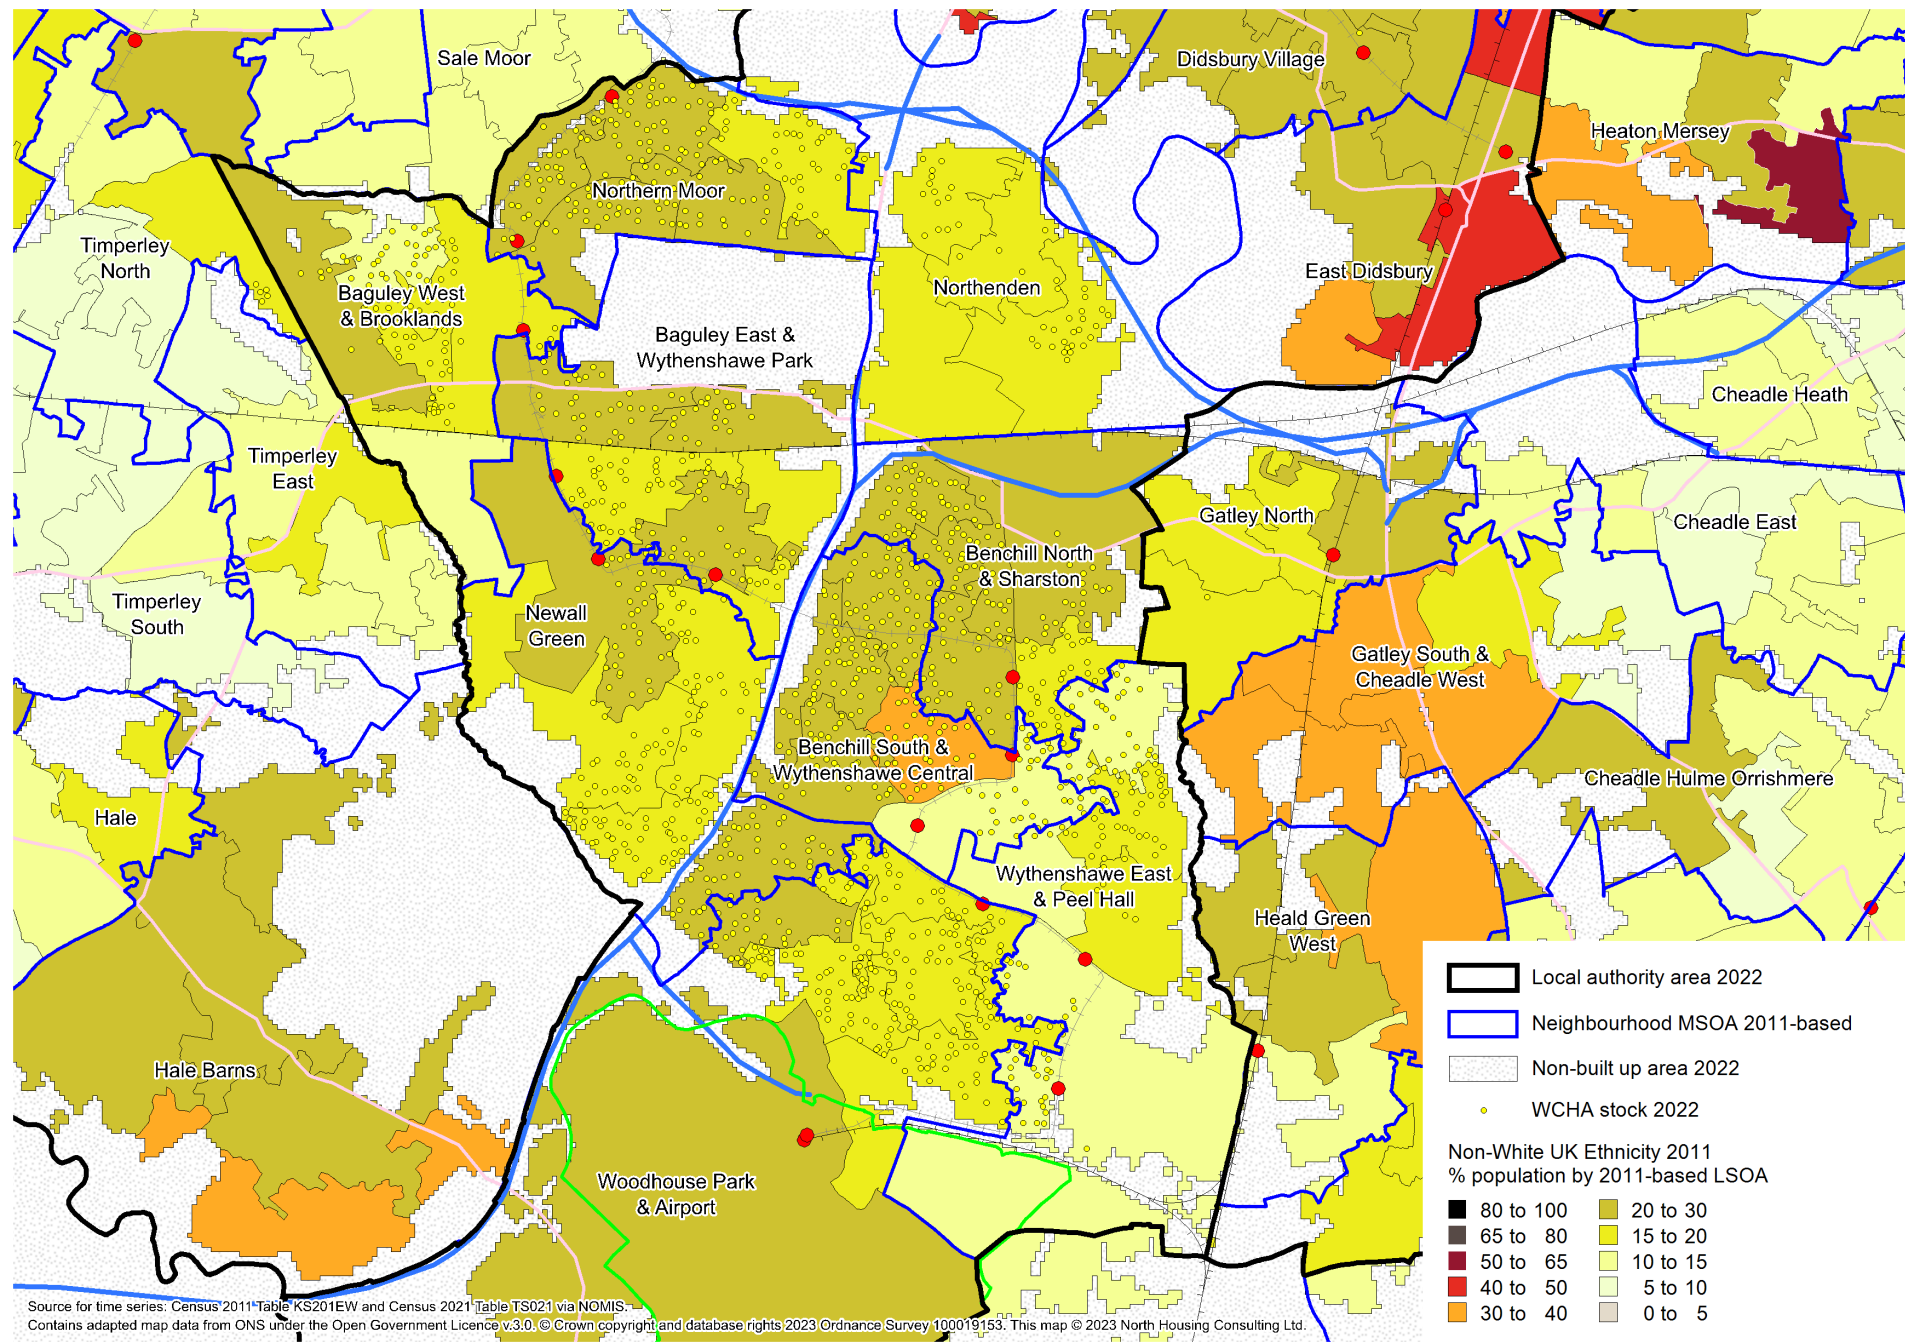 Sale Moor
Didsbury Village
Heaton Mersey
Northern Moor
Timperley
North
Baguley West
& Brooklands
Northenden
East Didsbury
Baguley East &
Wythenshawe Park
Cheadle Heath
Timperley
East
Gatley North
Cheadle East
Benchill North
& Sharston
Timperley
South
Newall
Green
Gatley South &
Cheadle West
Benchill South &
Wythenshawe Central
Cheadle Hulme Orrishmere
Hale
Wythenshawe East
& Peel Hall
Heald Green
West
Hale Barns
Woodhouse Park
& Airport
Local authority area 2022
Neighbourhood MSOA 2011-based
Non-built up area 2022
WCHA stock 2022
Non-White UK Ethnicity 2011
% population by 2011-based LSOA
80 to 100
65 to 80
50 to 65
40 to 50
30 to 40
20 to 30
15 to 20
10 to 15
5 to 10
0 to 5
Source for time series: Census 2011 Table KS201EW and Census 2021 Table TS021 via NOMIS.
Contains adapted map data from ONS under the Open Government Licence v.3.0. © Crown copyright and database rights 2023 Ordnance Survey 100019153. This map © 2023 North Housing Consulting Ltd.